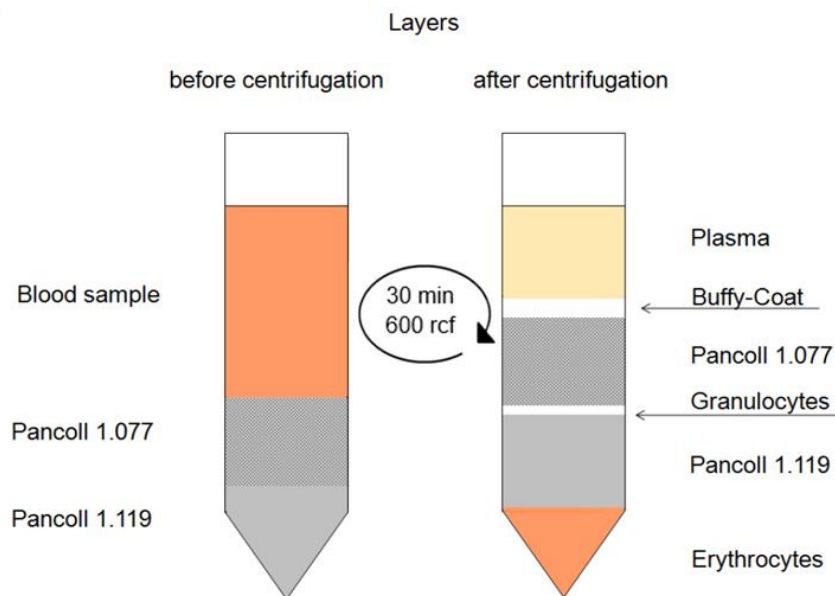 Layers
before centrifugation
after centrifugation
Blood sample
Pancoll 1.077
Pancoll 1.119
30 min
600 rcf
Plasma
Buffy-Coat
Pancoll 1.077
Granulocytes
Pancoll 1.119
Erythrocytes